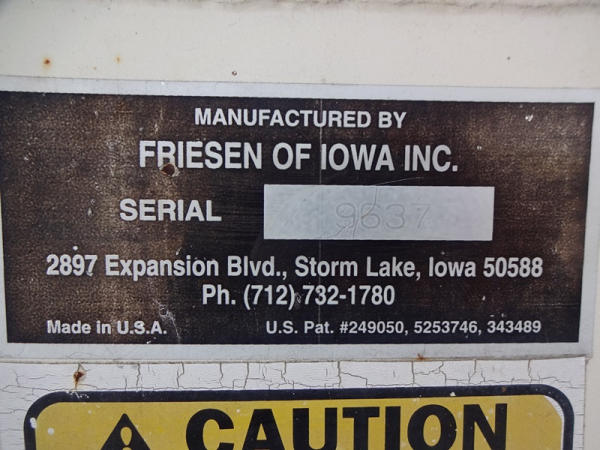 MANUFACTURED BY
FRIESEN OF IOWA INC.
SERIAL 9637
2897 Expansion Blvd., Storm Lake, Iowa 50588
Ph. (712) 732-1780
Made in U.S.A. U.S. Pat. #249050, 5253746, 343489
CAUTION